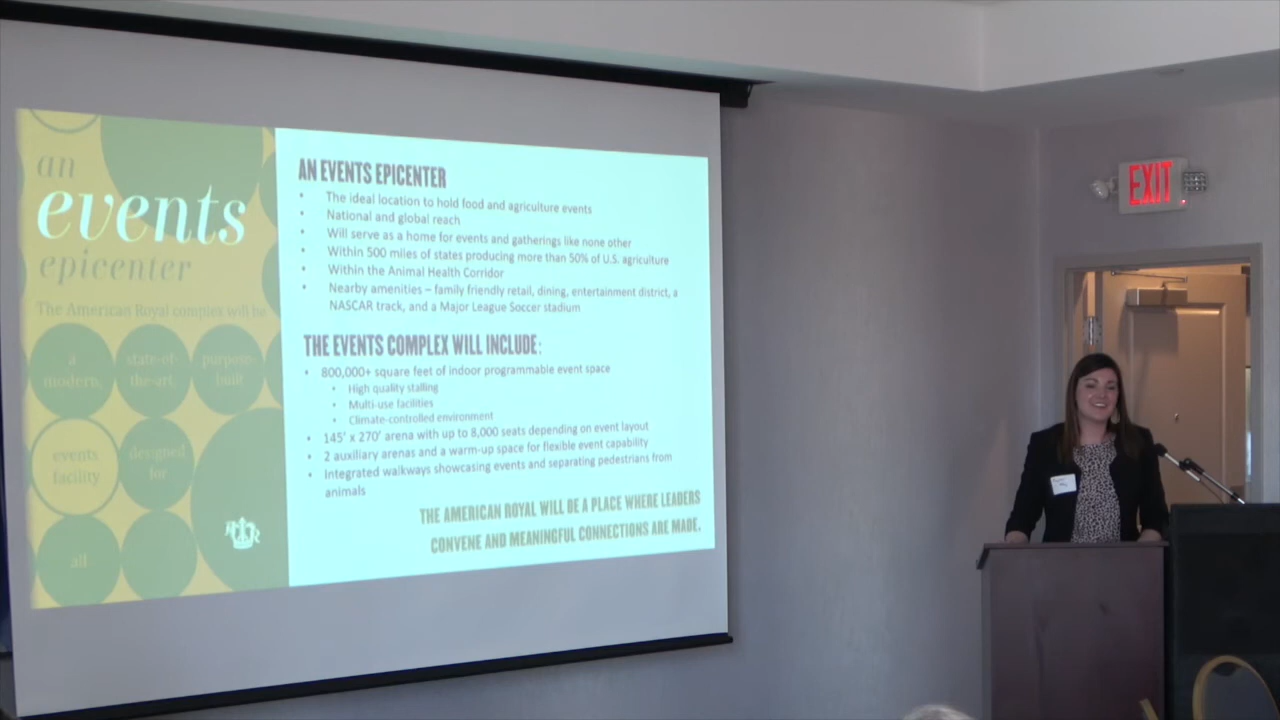 an
events
epicenter
The American Royal complex will be
a
modern,
state-of-
the-art,
purpose-
built
events
facility
designed
for
all
AN EVENTS EPICENTER
• The ideal location to hold food and agriculture events
• National and global reach
• Will serve as a home for events and gatherings like none other
• Within 500 miles of states producing more than 50% of U.S. agriculture
• Within the Animal Health Corridor
• Nearby amenities – family friendly retail, dining, entertainment district, a
NASCAR track, and a Major League Soccer stadium
THE EVENTS COMPLEX WILL INCLUDE:
• 800,000+ square feet of indoor programmable event space
• High quality stalling
• Multi-use facilities
• Climate-controlled environment
• 145' x 270' arena with up to 8,000 seats depending on event layout
• 2 auxiliary arenas and a warm-up space for flexible event capability
• Integrated walkways showcasing events and separating pedestrians from
animals
THE AMERICAN ROYAL WILL BE A PLACE WHERE LEADERS
CONVENE AND MEANINGFUL CONNECTIONS ARE MADE.
EXIT